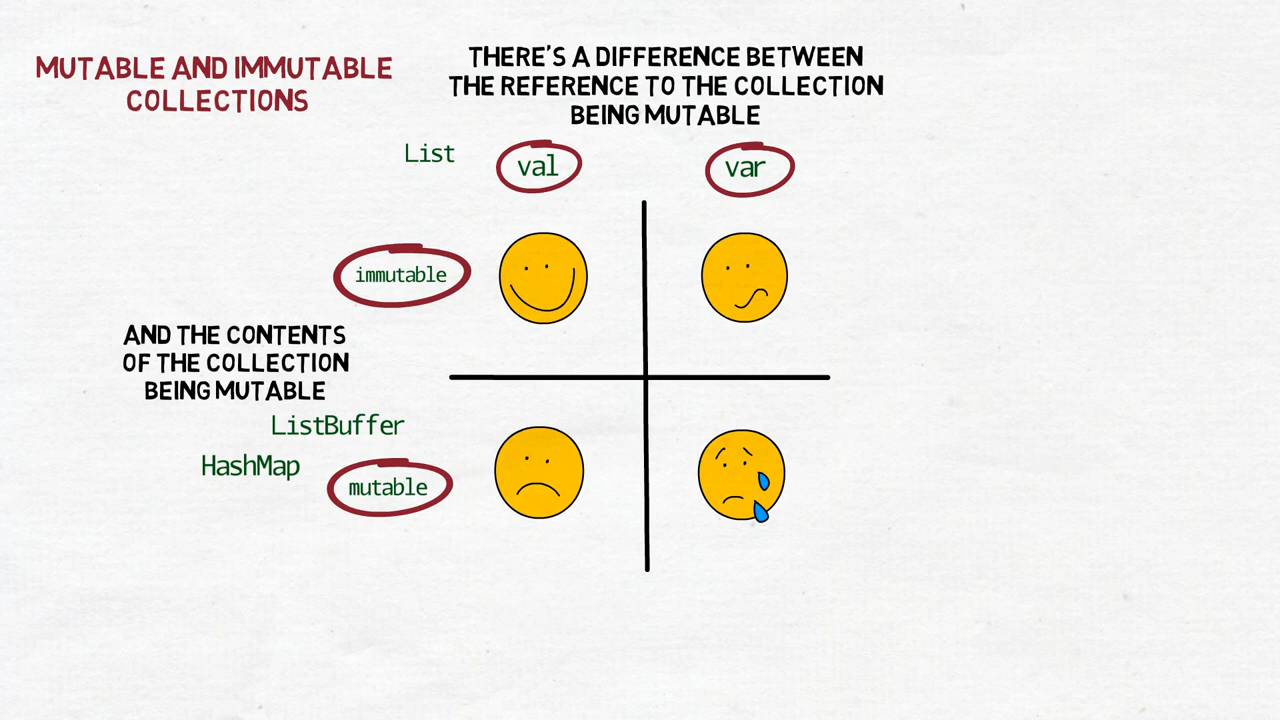 MUTABLE AND IMMUTABLE
COLLECTIONS
THERE'S A DIFFERENCE BETWEEN
THE REFERENCE TO THE COLLECTION
BEING MUTABLE
List
val
var
immutable
AND THE CONTENTS
OF THE COLLECTION
BEING MUTABLE
ListBuffer
HashMap
mutable